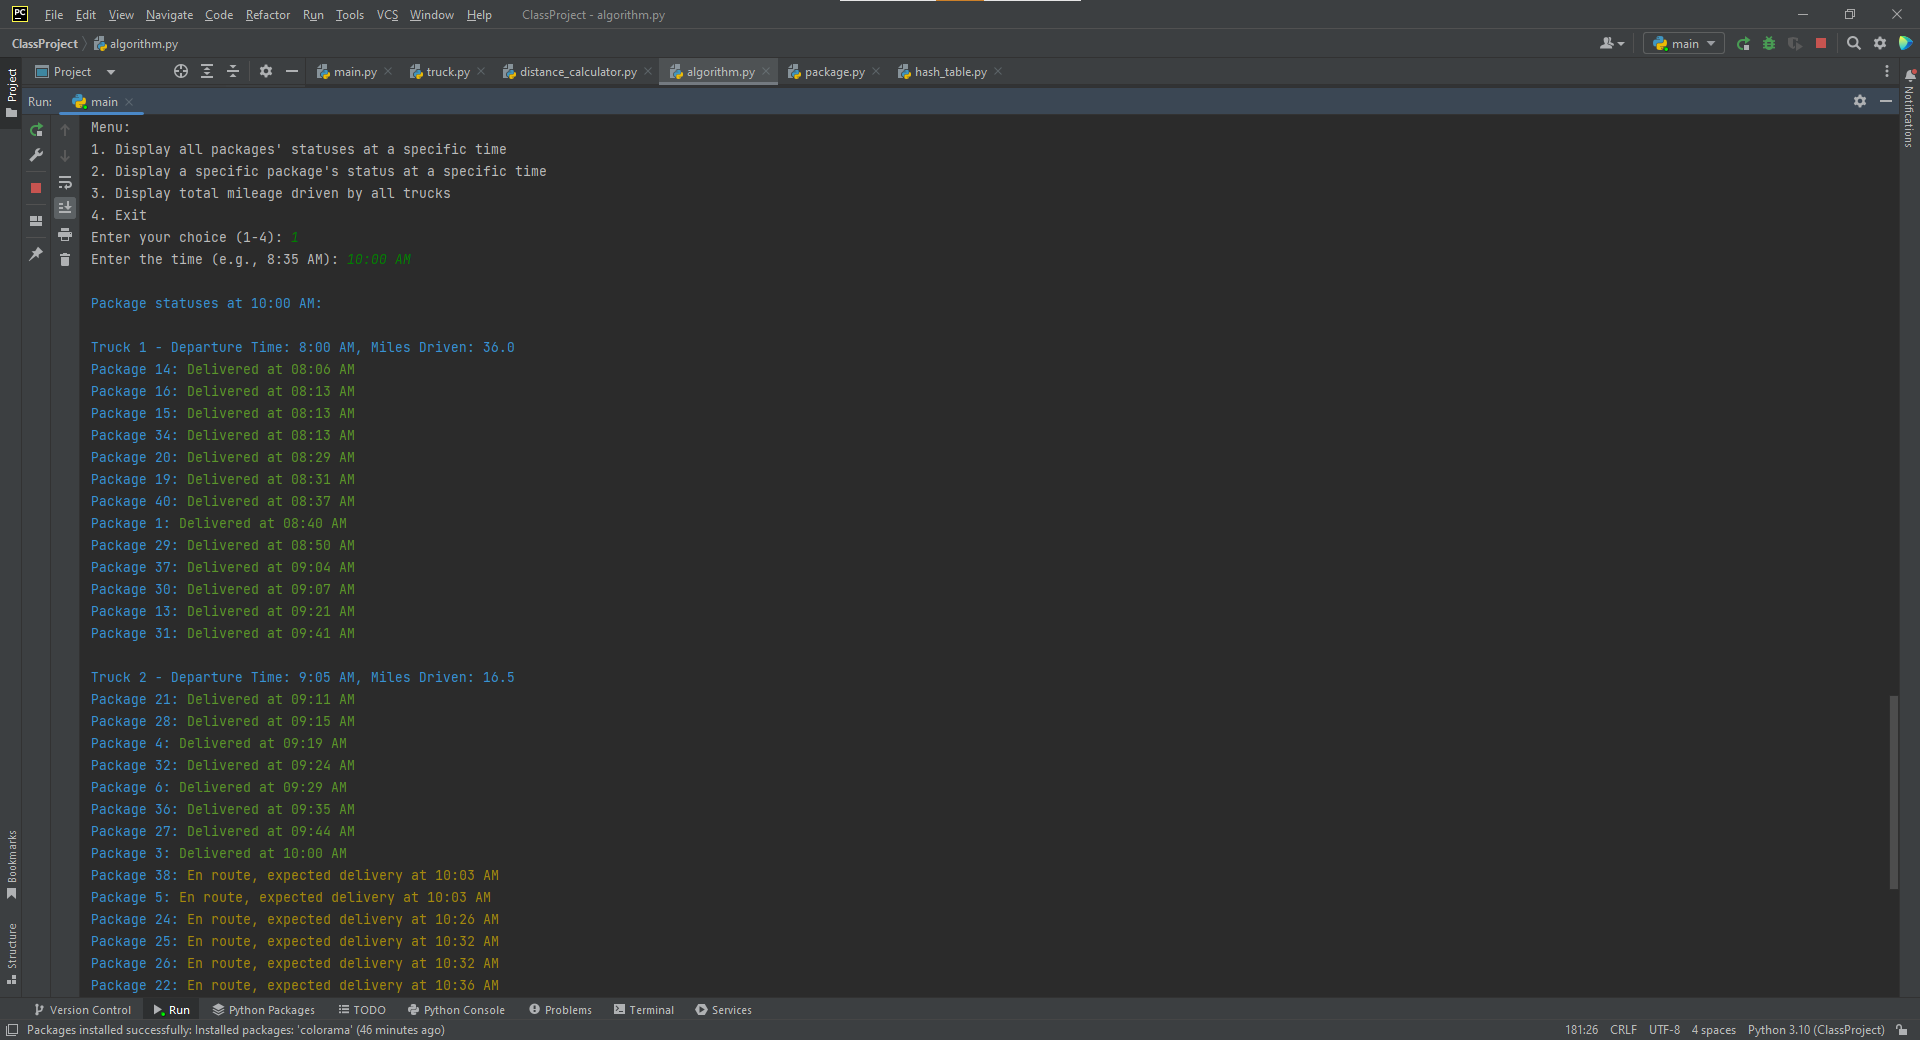 PC File Edit View Navigate Code Refactor Run Tools VCS Window Help ClassProject - algorithm.py
ClassProject algorithm.py main
Project main.py truck.py distance_calculator.py algorithm.py package.py hash_table.py
Project
Notifications
Run: main
Menu:
1. Display all packages' statuses at a specific time
2. Display a specific package's status at a specific time
3. Display total mileage driven by all trucks
4. Exit
Enter your choice (1-4): 1
Enter the time (e.g., 8:35 AM): 10:00 AM
Package statuses at 10:00 AM:
Truck 1 - Departure Time: 8:00 AM, Miles Driven: 36.0
Package 14: Delivered at 08:06 AM
Package 16: Delivered at 08:13 AM
Package 15: Delivered at 08:13 AM
Package 34: Delivered at 08:13 AM
Package 20: Delivered at 08:29 AM
Package 19: Delivered at 08:31 AM
Package 40: Delivered at 08:37 AM
Package 1: Delivered at 08:40 AM
Package 29: Delivered at 08:50 AM
Package 37: Delivered at 09:04 AM
Package 30: Delivered at 09:07 AM
Package 13: Delivered at 09:21 AM
Package 31: Delivered at 09:41 AM
Truck 2 - Departure Time: 9:05 AM, Miles Driven: 16.5
Package 21: Delivered at 09:11 AM
Package 28: Delivered at 09:15 AM
Package 4: Delivered at 09:19 AM
Package 32: Delivered at 09:24 AM
Package 6: Delivered at 09:29 AM
Package 36: Delivered at 09:35 AM
Package 27: Delivered at 09:44 AM
Package 3: Delivered at 10:00 AM
Package 38: En route, expected delivery at 10:03 AM
Package 5: En route, expected delivery at 10:03 AM
Package 24: En route, expected delivery at 10:26 AM
Package 25: En route, expected delivery at 10:32 AM
Package 26: En route, expected delivery at 10:32 AM
Package 22: En route, expected delivery at 10:36 AM
Bookmarks
Structure
Version Control Run Python Packages TODO Python Console Problems Terminal Services
Packages installed successfully: Installed packages: 'colorama' (46 minutes ago) 181:26 CRLF UTF-8 4 spaces Python 3.10 (ClassProject)